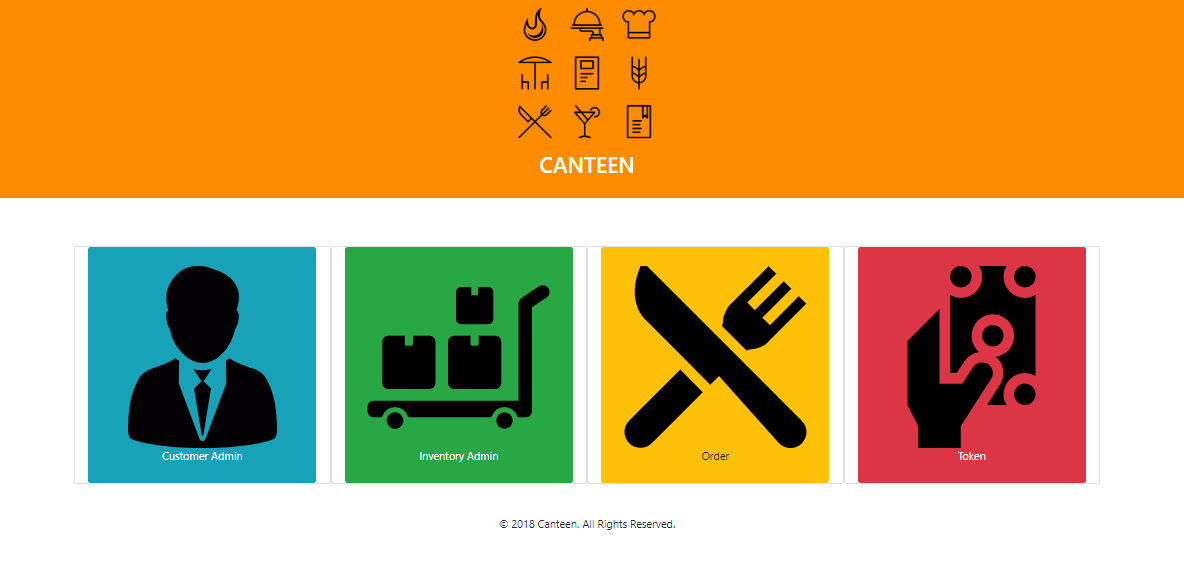 CANTEEN
Customer Admin
Inventory Admin
Order
Token
© 2018 Canteen. All Rights Reserved.